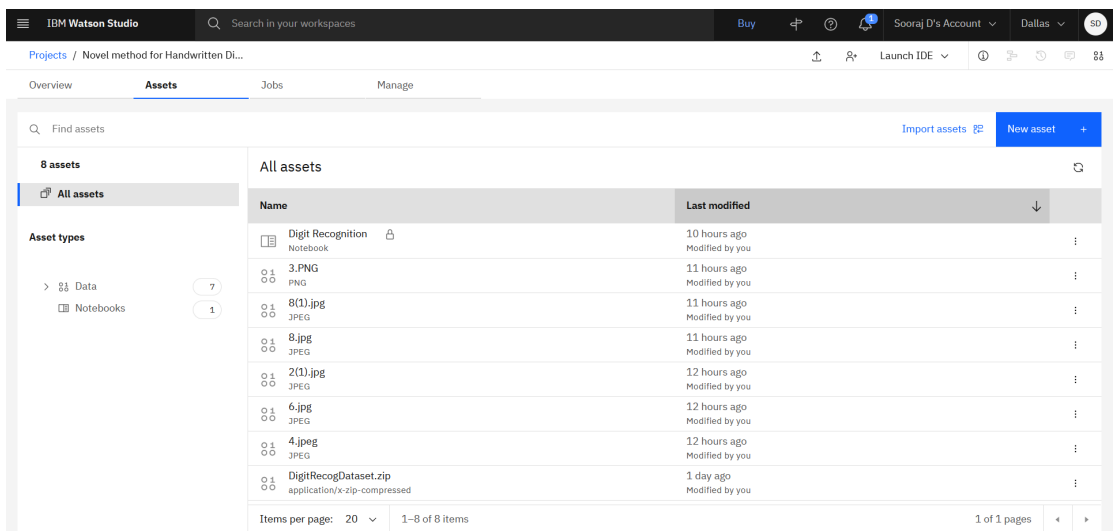 IBM Watson Studio
Search in your workspaces
Buy
1
Sooraj D's Account
Dallas
SD
Projects / Novel method for Handwritten Di...
Launch IDE
Overview
Assets
Jobs
Manage
Find assets
Import assets
New asset +
8 assets
All assets
Asset types
Data 7
Notebooks 1
All assets
Name
Last modified
Digit Recognition
Notebook
10 hours ago
Modified by you
3.PNG
PNG
11 hours ago
Modified by you
8(1).jpg
JPEG
11 hours ago
Modified by you
8.jpg
JPEG
11 hours ago
Modified by you
2(1).jpg
JPEG
12 hours ago
Modified by you
6.jpg
JPEG
12 hours ago
Modified by you
4.jpeg
JPEG
12 hours ago
Modified by you
DigitRecogDataset.zip
application/x-zip-compressed
1 day ago
Modified by you
Items per page: 20
1–8 of 8 items
1 of 1 pages